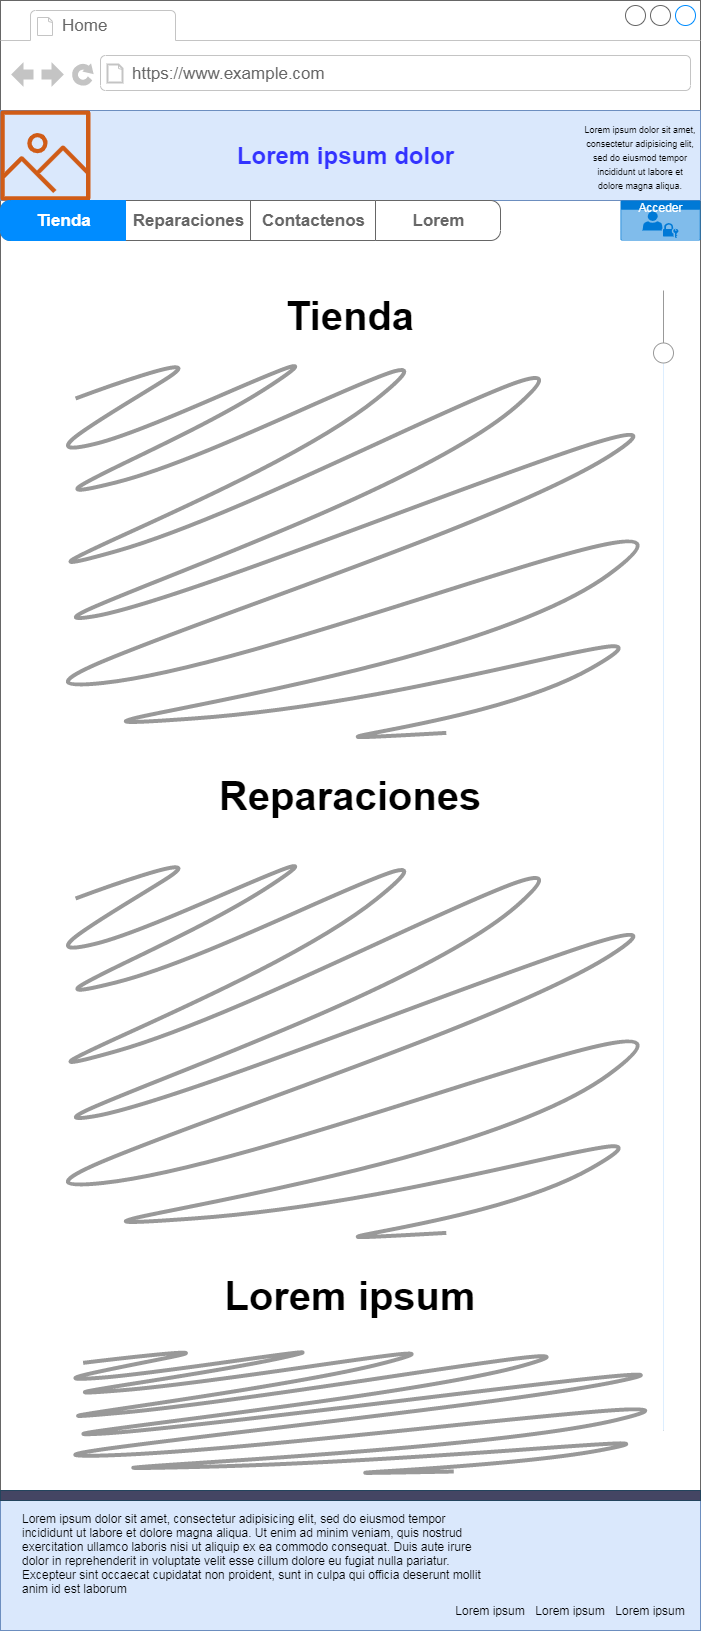 Home
https://www.example.com
Lorem ipsum dolor
Lorem ipsum dolor sit amet,
consectetur adipisicing elit,
sed do eiusmod tempor
incididunt ut labore et
dolore magna aliqua.
Tienda
Reparaciones
Contactenos
Lorem
Acceder
Tienda
Reparaciones
Lorem ipsum
Lorem ipsum dolor sit amet, consectetur adipisicing elit, sed do eiusmod tempor
incididunt ut labore et dolore magna aliqua. Ut enim ad minim veniam, quis nostrud
exercitation ullamco laboris nisi ut aliquip ex ea commodo consequat. Duis aute irure
dolor in reprehenderit in voluptate velit esse cillum dolore eu fugiat nulla pariatur.
Excepteur sint occaecat cupidatat non proident, sunt in culpa qui officia deserunt mollit
anim id est laborum
Lorem ipsum Lorem ipsum Lorem ipsum